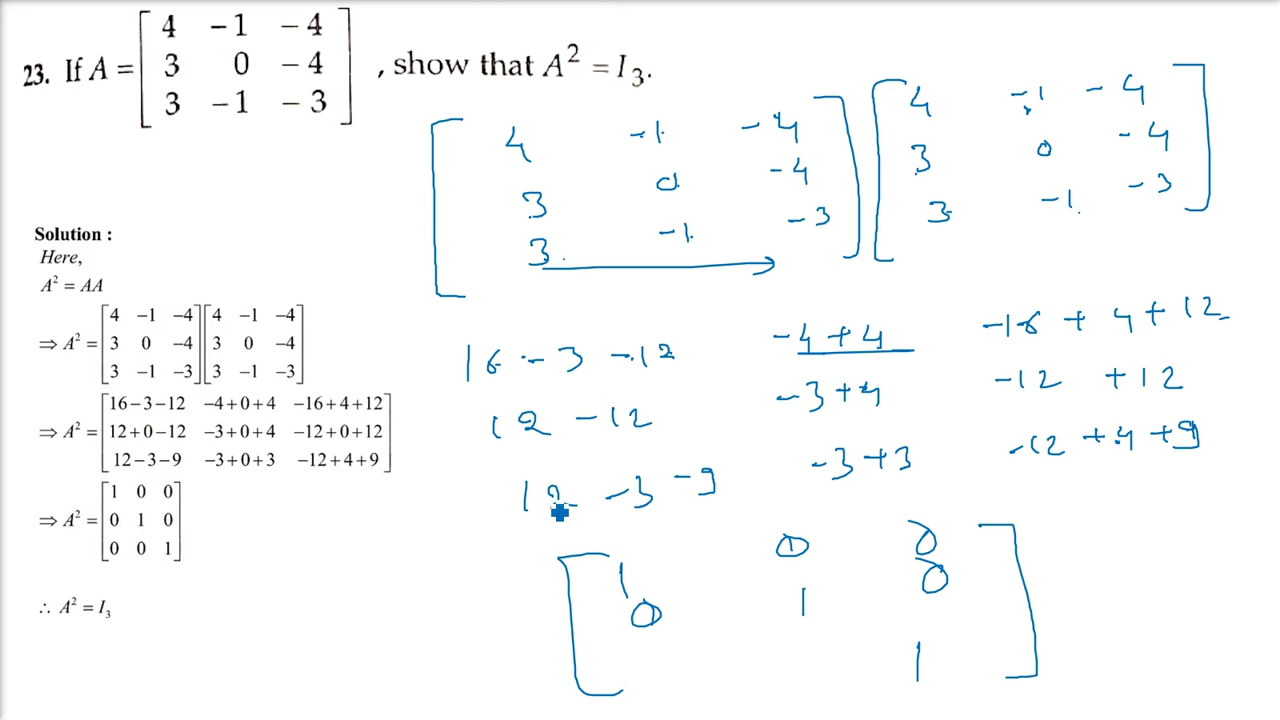 4 -1 -4
23. If A = 3 0 -4 , show that A² = I₃.
3 -1 -3
4 -1 -4 4 -1 -4
3 0 -4 3 0 -4
3 -1 -3 3 -1 -3
Solution :
Here,
A² = AA
4 -1 -4 4 -1 -4
⇒ A² = 3 0 -4 3 0 -4
3 -1 -3 3 -1 -3
16-3-12 -4+0+4 -16+4+12
⇒ A² = 12+0-12 -3+0+4 -12+0+12
12-3-9 -3+0+3 -12+4+9
1 0 0
⇒ A² = 0 1 0
0 0 1
∴ A² = I₃
16 -3 -12 -4+4 -16+4+12
12 -12 -3+4 -12 +12
12 -3 -9 -3+3 -12+4+9
1 0 0
0 1 0
1